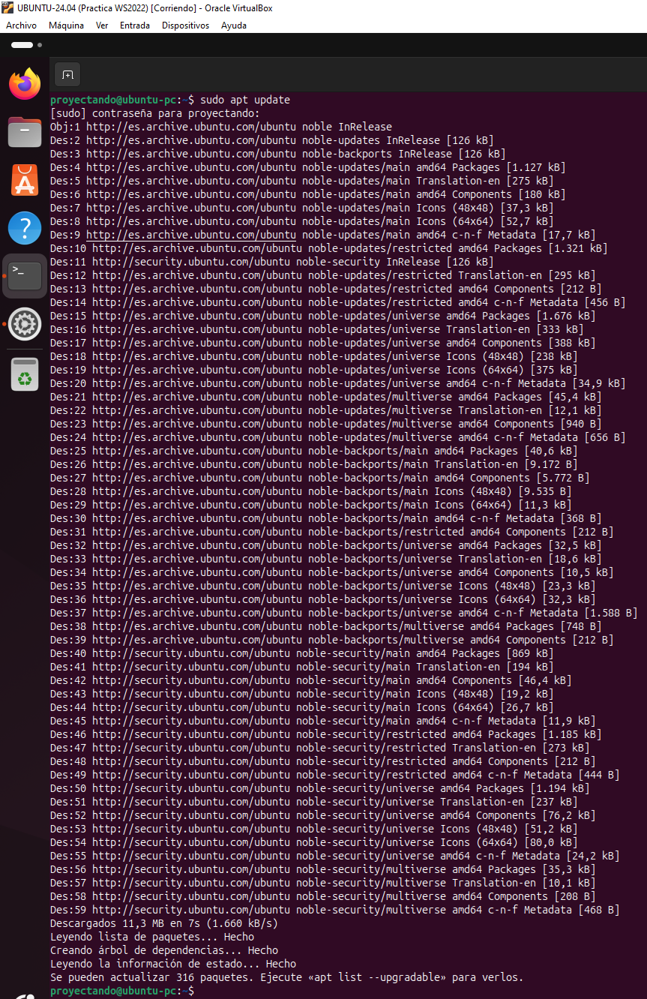 UBUNTU-24.04 (Practica WS2022) [Corriendo] - Oracle VirtualBox
Archivo Máquina Ver Entrada Dispositivos Ayuda
proyectando@ubuntu-pc:~$ sudo apt update
[sudo] contraseña para proyectando:
Obj:1 http://es.archive.ubuntu.com/ubuntu noble InRelease
Des:2 http://es.archive.ubuntu.com/ubuntu noble-updates InRelease [126 kB]
Des:3 http://es.archive.ubuntu.com/ubuntu noble-backports InRelease [126 kB]
Des:4 http://es.archive.ubuntu.com/ubuntu noble-updates/main amd64 Packages [1.127 kB]
Des:5 http://es.archive.ubuntu.com/ubuntu noble-updates/main Translation-en [275 kB]
Des:6 http://es.archive.ubuntu.com/ubuntu noble-updates/main amd64 Components [180 kB]
Des:7 http://es.archive.ubuntu.com/ubuntu noble-updates/main Icons (48x48) [37,3 kB]
Des:8 http://es.archive.ubuntu.com/ubuntu noble-updates/main Icons (64x64) [52,7 kB]
Des:9 http://es.archive.ubuntu.com/ubuntu noble-updates/main amd64 c-n-f Metadata [17,7 kB]
Des:10 http://es.archive.ubuntu.com/ubuntu noble-updates/restricted amd64 Packages [1.321 kB]
Des:11 http://security.ubuntu.com/ubuntu noble-security InRelease [126 kB]
Des:12 http://es.archive.ubuntu.com/ubuntu noble-updates/restricted Translation-en [295 kB]
Des:13 http://es.archive.ubuntu.com/ubuntu noble-updates/restricted amd64 Components [212 B]
Des:14 http://es.archive.ubuntu.com/ubuntu noble-updates/restricted amd64 c-n-f Metadata [456 B]
Des:15 http://es.archive.ubuntu.com/ubuntu noble-updates/universe amd64 Packages [1.676 kB]
Des:16 http://es.archive.ubuntu.com/ubuntu noble-updates/universe Translation-en [333 kB]
Des:17 http://es.archive.ubuntu.com/ubuntu noble-updates/universe amd64 Components [388 kB]
Des:18 http://es.archive.ubuntu.com/ubuntu noble-updates/universe Icons (48x48) [238 kB]
Des:19 http://es.archive.ubuntu.com/ubuntu noble-updates/universe Icons (64x64) [375 kB]
Des:20 http://es.archive.ubuntu.com/ubuntu noble-updates/universe amd64 c-n-f Metadata [34,9 kB]
Des:21 http://es.archive.ubuntu.com/ubuntu noble-updates/multiverse amd64 Packages [45,4 kB]
Des:22 http://es.archive.ubuntu.com/ubuntu noble-updates/multiverse Translation-en [12,1 kB]
Des:23 http://es.archive.ubuntu.com/ubuntu noble-updates/multiverse amd64 Components [940 B]
Des:24 http://es.archive.ubuntu.com/ubuntu noble-updates/multiverse amd64 c-n-f Metadata [656 B]
Des:25 http://es.archive.ubuntu.com/ubuntu noble-backports/main amd64 Packages [40,6 kB]
Des:26 http://es.archive.ubuntu.com/ubuntu noble-backports/main Translation-en [9.172 B]
Des:27 http://es.archive.ubuntu.com/ubuntu noble-backports/main amd64 Components [5.772 B]
Des:28 http://es.archive.ubuntu.com/ubuntu noble-backports/main Icons (48x48) [9.535 B]
Des:29 http://es.archive.ubuntu.com/ubuntu noble-backports/main Icons (64x64) [11,3 kB]
Des:30 http://es.archive.ubuntu.com/ubuntu noble-backports/main amd64 c-n-f Metadata [368 B]
Des:31 http://es.archive.ubuntu.com/ubuntu noble-backports/restricted amd64 Components [212 B]
Des:32 http://es.archive.ubuntu.com/ubuntu noble-backports/universe amd64 Packages [32,5 kB]
Des:33 http://es.archive.ubuntu.com/ubuntu noble-backports/universe Translation-en [18,6 kB]
Des:34 http://es.archive.ubuntu.com/ubuntu noble-backports/universe amd64 Components [10,5 kB]
Des:35 http://es.archive.ubuntu.com/ubuntu noble-backports/universe Icons (48x48) [23,3 kB]
Des:36 http://es.archive.ubuntu.com/ubuntu noble-backports/universe Icons (64x64) [32,3 kB]
Des:37 http://es.archive.ubuntu.com/ubuntu noble-backports/universe amd64 c-n-f Metadata [1.588 B]
Des:38 http://es.archive.ubuntu.com/ubuntu noble-backports/multiverse amd64 Packages [748 B]
Des:39 http://es.archive.ubuntu.com/ubuntu noble-backports/multiverse amd64 Components [212 B]
Des:40 http://security.ubuntu.com/ubuntu noble-security/main amd64 Packages [869 kB]
Des:41 http://security.ubuntu.com/ubuntu noble-security/main Translation-en [194 kB]
Des:42 http://security.ubuntu.com/ubuntu noble-security/main amd64 Components [46,4 kB]
Des:43 http://security.ubuntu.com/ubuntu noble-security/main Icons (48x48) [19,2 kB]
Des:44 http://security.ubuntu.com/ubuntu noble-security/main Icons (64x64) [26,7 kB]
Des:45 http://security.ubuntu.com/ubuntu noble-security/main amd64 c-n-f Metadata [11,9 kB]
Des:46 http://security.ubuntu.com/ubuntu noble-security/restricted amd64 Packages [1.185 kB]
Des:47 http://security.ubuntu.com/ubuntu noble-security/restricted Translation-en [273 kB]
Des:48 http://security.ubuntu.com/ubuntu noble-security/restricted amd64 Components [212 B]
Des:49 http://security.ubuntu.com/ubuntu noble-security/restricted amd64 c-n-f Metadata [444 B]
Des:50 http://security.ubuntu.com/ubuntu noble-security/universe amd64 Packages [1.194 kB]
Des:51 http://security.ubuntu.com/ubuntu noble-security/universe Translation-en [237 kB]
Des:52 http://security.ubuntu.com/ubuntu noble-security/universe amd64 Components [76,2 kB]
Des:53 http://security.ubuntu.com/ubuntu noble-security/universe Icons (48x48) [51,2 kB]
Des:54 http://security.ubuntu.com/ubuntu noble-security/universe Icons (64x64) [80,0 kB]
Des:55 http://security.ubuntu.com/ubuntu noble-security/universe amd64 c-n-f Metadata [24,2 kB]
Des:56 http://security.ubuntu.com/ubuntu noble-security/multiverse amd64 Packages [35,3 kB]
Des:57 http://security.ubuntu.com/ubuntu noble-security/multiverse Translation-en [10,1 kB]
Des:58 http://security.ubuntu.com/ubuntu noble-security/multiverse amd64 Components [208 B]
Des:59 http://security.ubuntu.com/ubuntu noble-security/multiverse amd64 c-n-f Metadata [468 B]
Descargados 11,3 MB en 7s (1.660 kB/s)
Leyendo lista de paquetes... Hecho
Creando árbol de dependencias... Hecho
Leyendo la información de estado... Hecho
Se pueden actualizar 316 paquetes. Ejecute «apt list --upgradable» para verlos.
proyectando@ubuntu-pc:~$